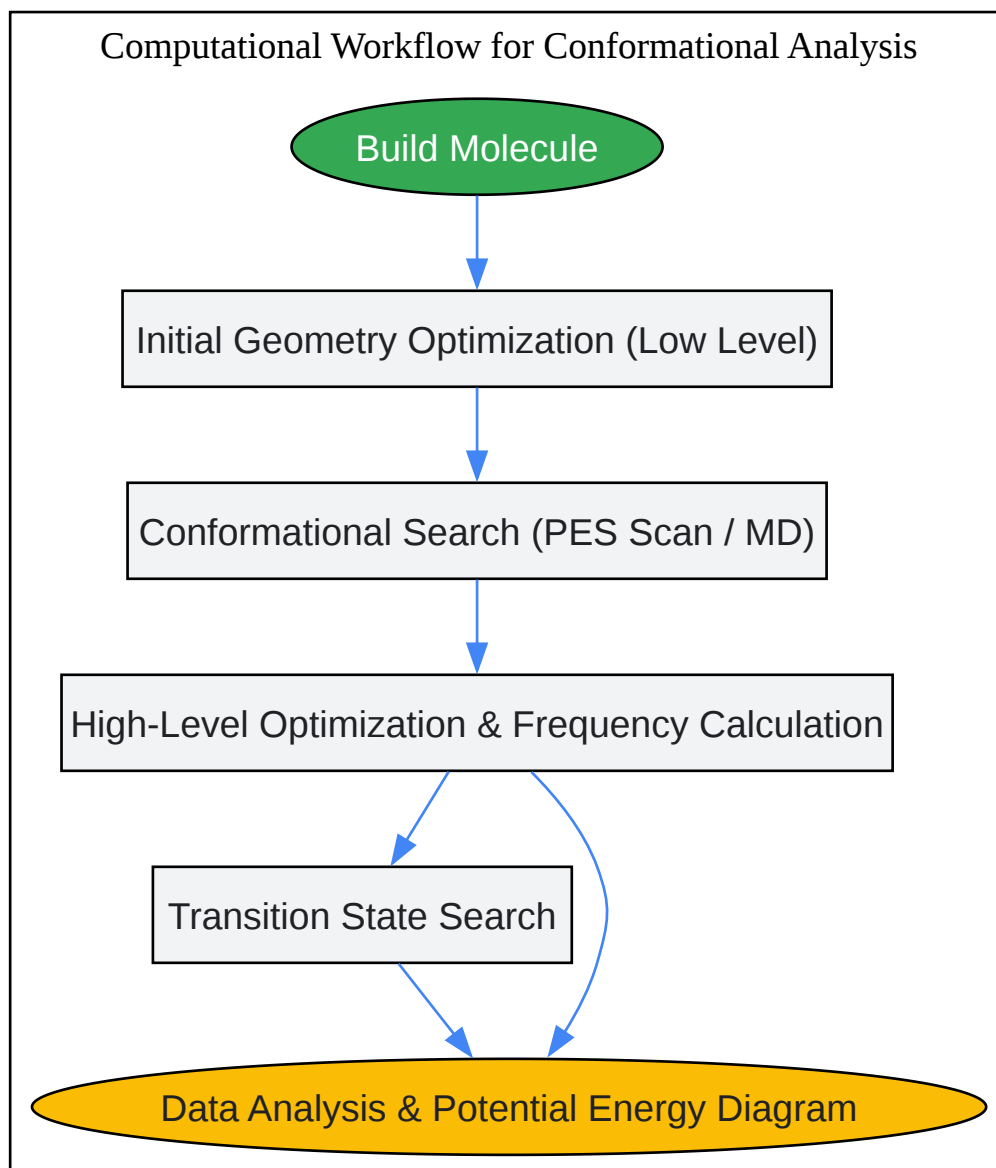 Computational Workflow for Conformational Analysis
Build Molecule
Initial Geometry Optimization (Low Level)
Conformational Search (PES Scan / MD)
High-Level Optimization & Frequency Calculation
Transition State Search
Data Analysis & Potential Energy Diagram